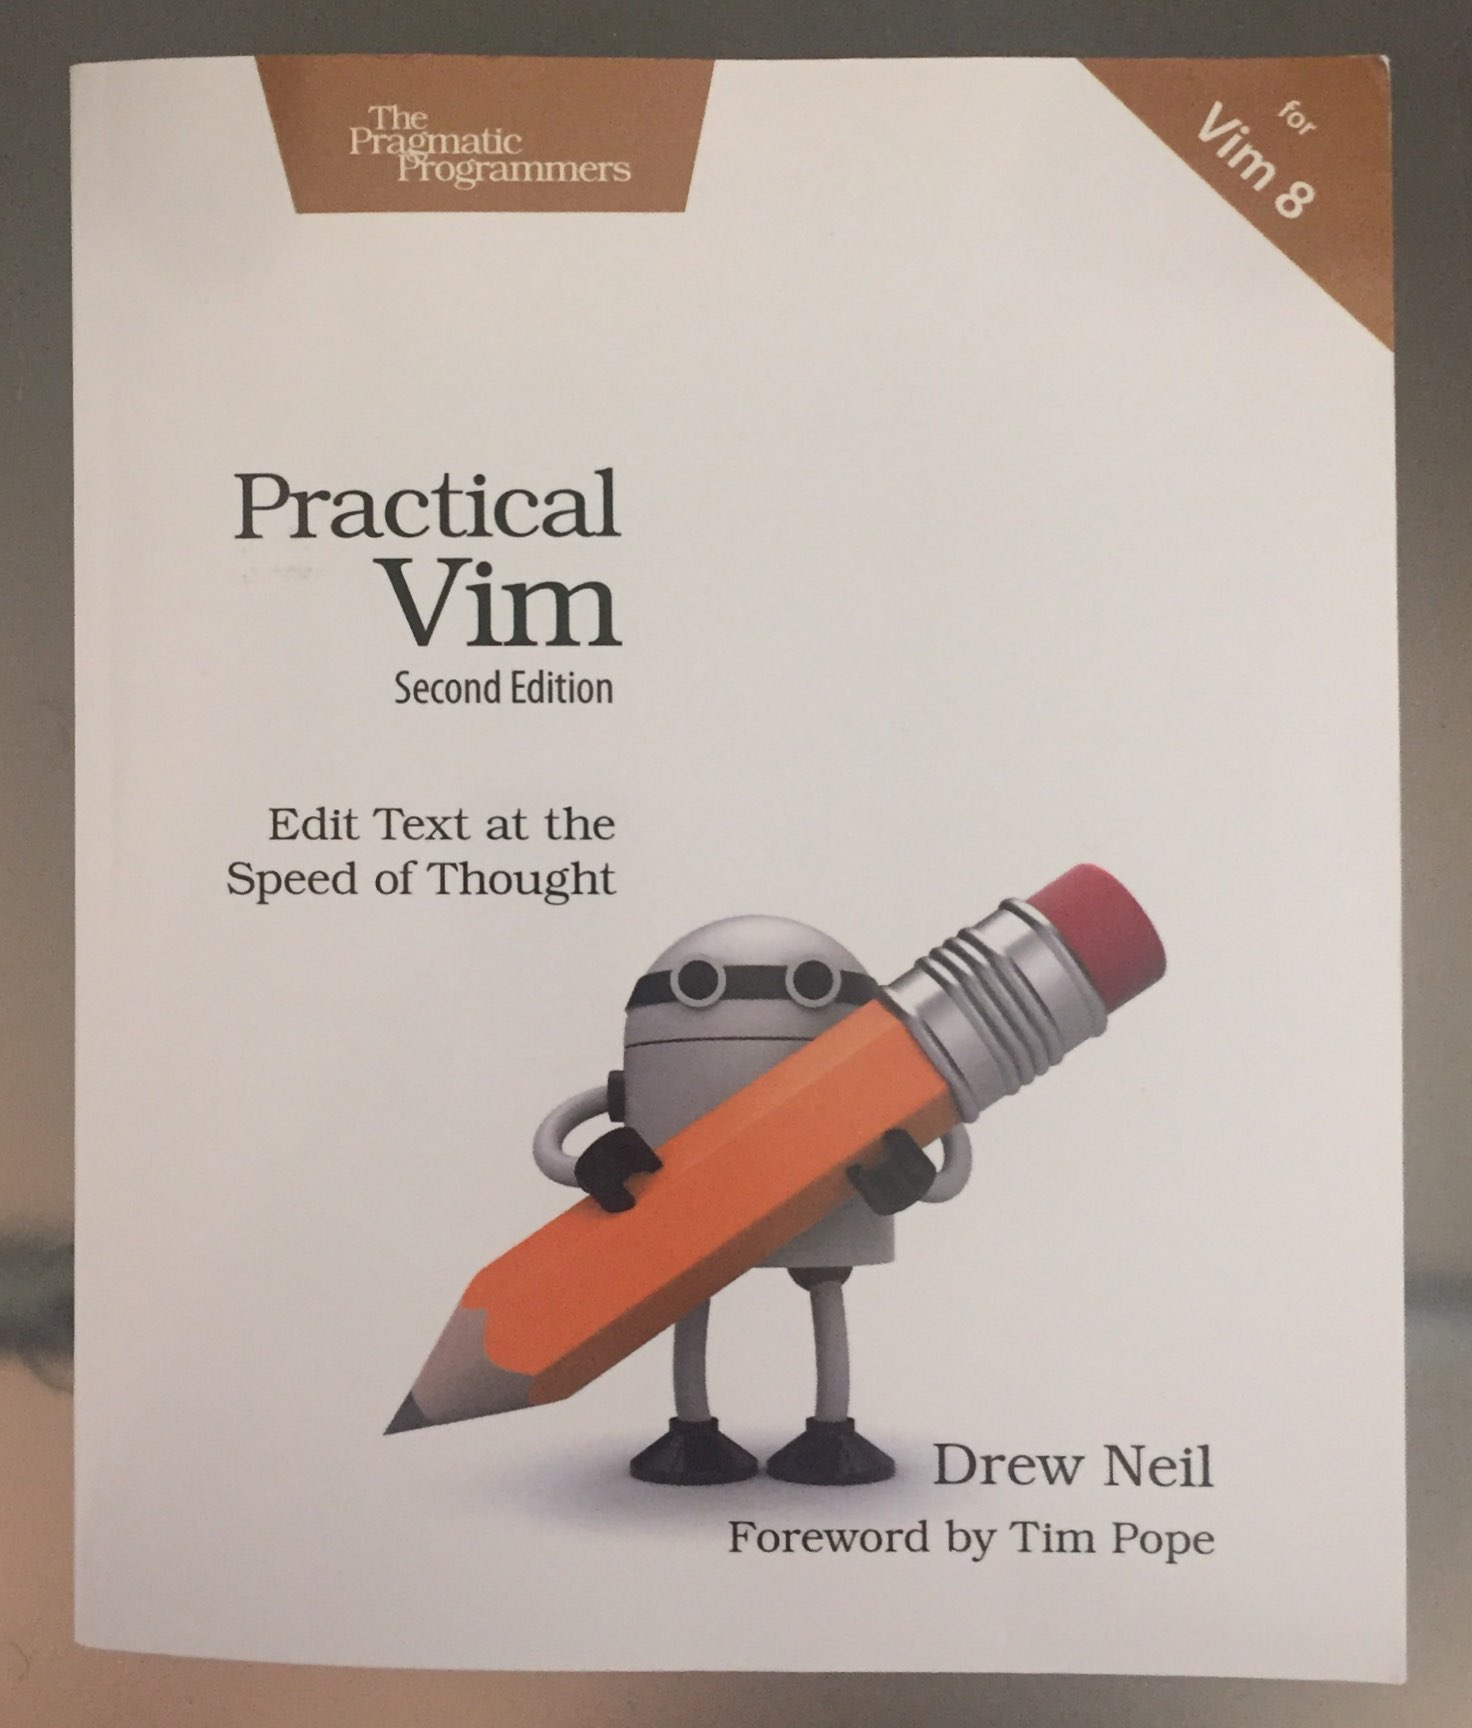 The
Pragmatic
Programmers
for
Vim 8
Practical
Vim
Second Edition
Edit Text at the
Speed of Thought
Drew Neil
Foreword by Tim Pope